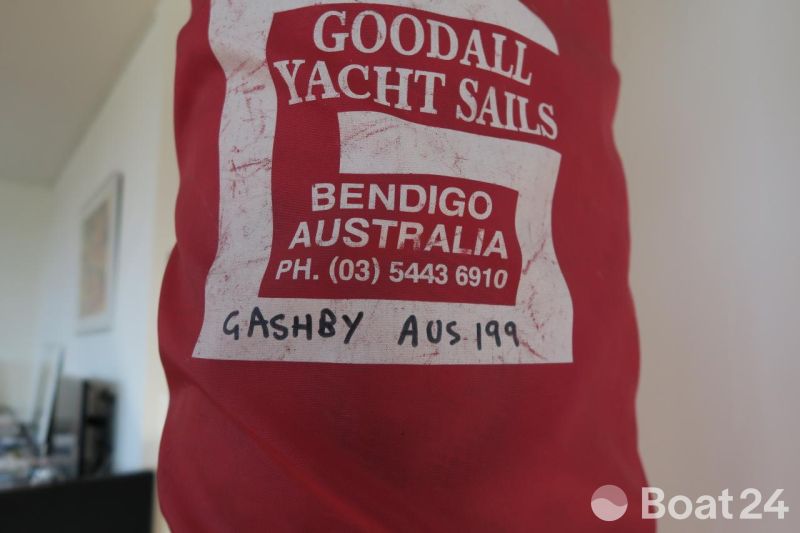 GOODALL
YACHT SAILS
BENDIGO
AUSTRALIA
PH. (03) 5443 6910
GASHBY AUS 199
Boat24